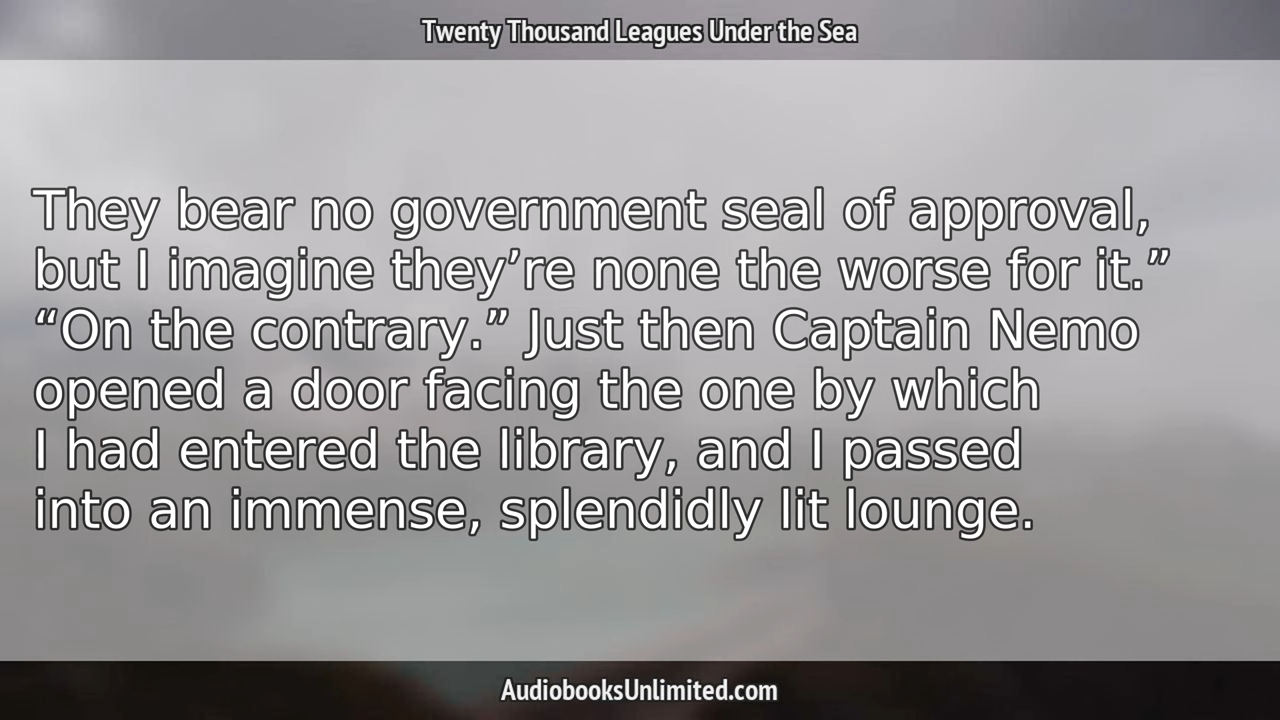 Twenty Thousand Leagues Under the Sea
They bear no government seal of approval,
but I imagine they’re none the worse for it.”
“On the contrary.” Just then Captain Nemo
opened a door facing the one by which
I had entered the library, and I passed
into an immense, splendidly lit lounge.
AudiobooksUnlimited.com